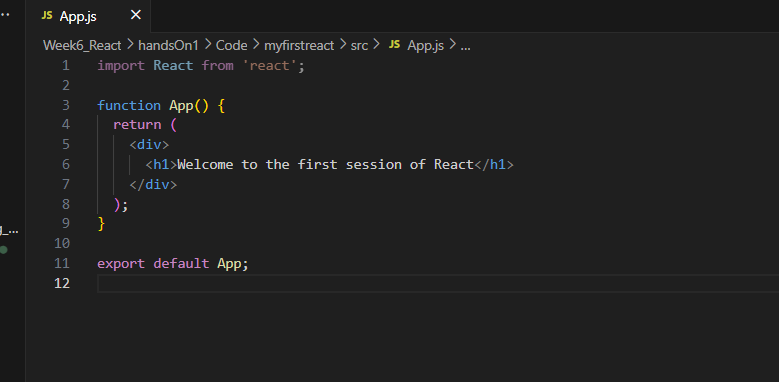 JS App.js ×
Week6_React > handsOn1 > Code > myfirstreact > src > JS App.js > ...
1 import React from 'react';
2
3 function App() {
4 return (
5 <div>
6 <h1>Welcome to the first session of React</h1>
7 </div>
8 );
9 }
10
11 export default App;
12
g_...